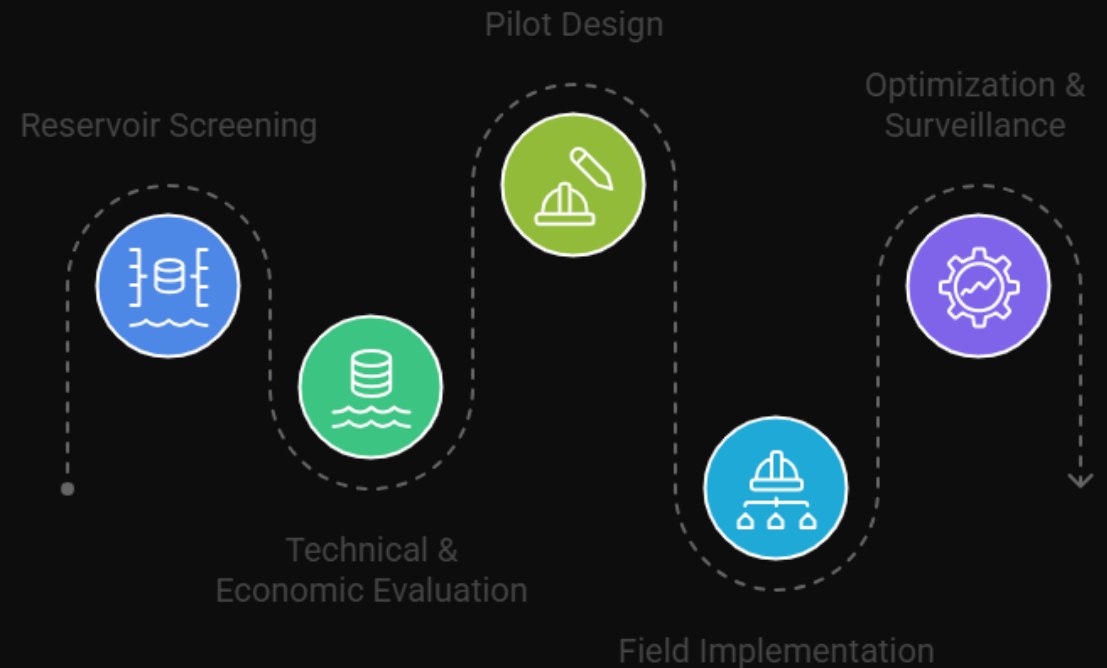 Reservoir Screening
Technical &
Economic Evaluation
Pilot Design
Field Implementation
Optimization &
Surveillance